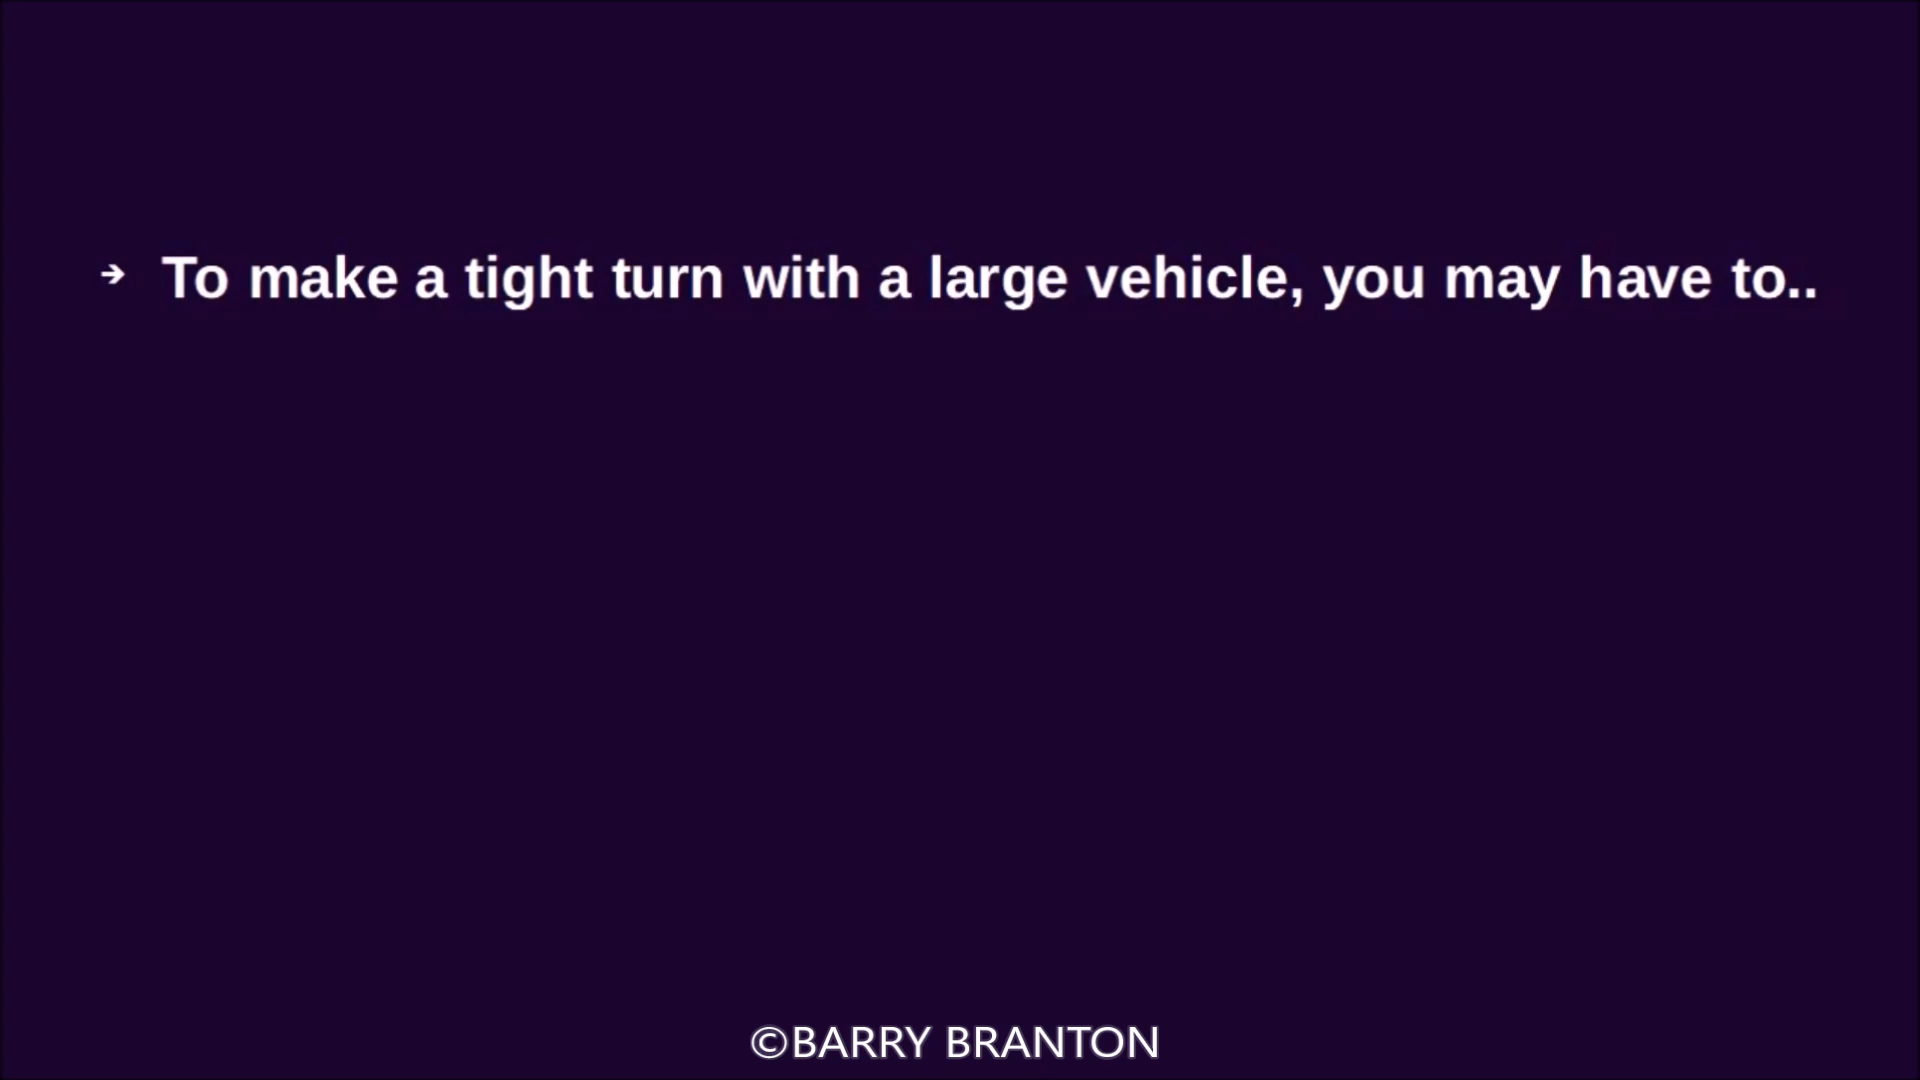 ➔ To make a tight turn with a large vehicle, you may have to..
©BARRY BRANTON